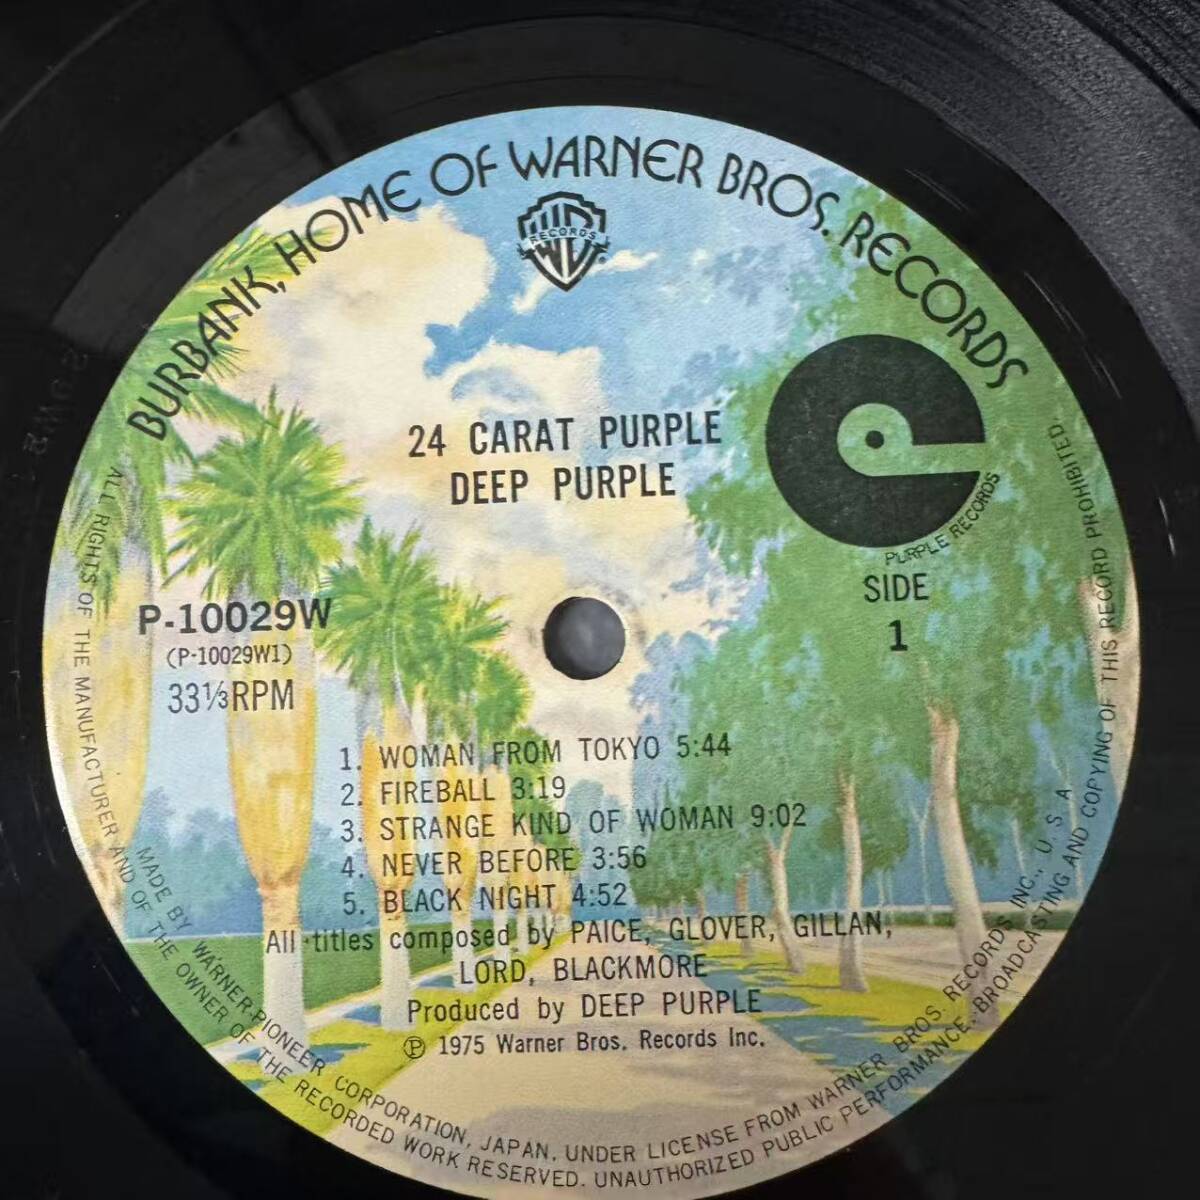 BURBANK, HOME OF WARNER BROS. RECORDS
W RECORDS
®
24 CARAT PURPLE
DEEP PURPLE
PURPLE RECORDS
SIDE
1
P-10029W
(P-10029W1)
33⅓RPM
1. WOMAN FROM TOKYO 5:44
2. FIREBALL 3:19
3. STRANGE KIND OF WOMAN 9:02
4. NEVER BEFORE 3:56
5. BLACK NIGHT 4:52
All titles composed by PAICE, GLOVER, GILLAN,
LORD, BLACKMORE
Produced by DEEP PURPLE
Ⓟ 1975 Warner Bros. Records Inc.
MADE BY WARNER-PIONEER CORPORATION, JAPAN. UNDER LICENSE FROM WARNER BROS. RECORDS INC., U. S. A.
ALL RIGHTS OF THE MANUFACTURER AND OF THE OWNER OF THE RECORDED WORK RESERVED. UNAUTHORIZED PUBLIC PERFORMANCE, BROADCASTING AND COPYING OF THIS RECORD PROHIBITED.